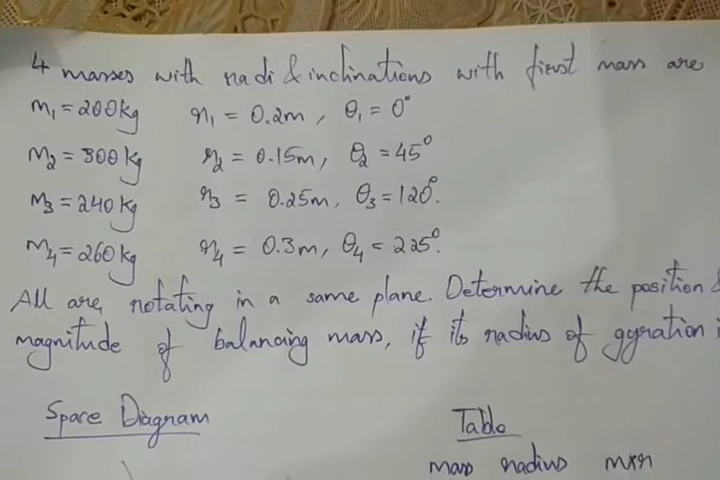 4 masses with radi & inclinations with first mass are
m₁ = 200 kg r₁ = 0.2m, θ₁ = 0°
m₂ = 300 kg r₂ = 0.15m, θ₂ = 45°
m₃ = 240 kg r₃ = 0.25m, θ₃ = 120°.
m₄ = 260 kg r₄ = 0.3m, θ₄ = 225°.
All are rotating in a same plane. Determine the position &
magnitude of balancing mass, if its radius of gyration i
Space Diagram Table
mass radius m×r